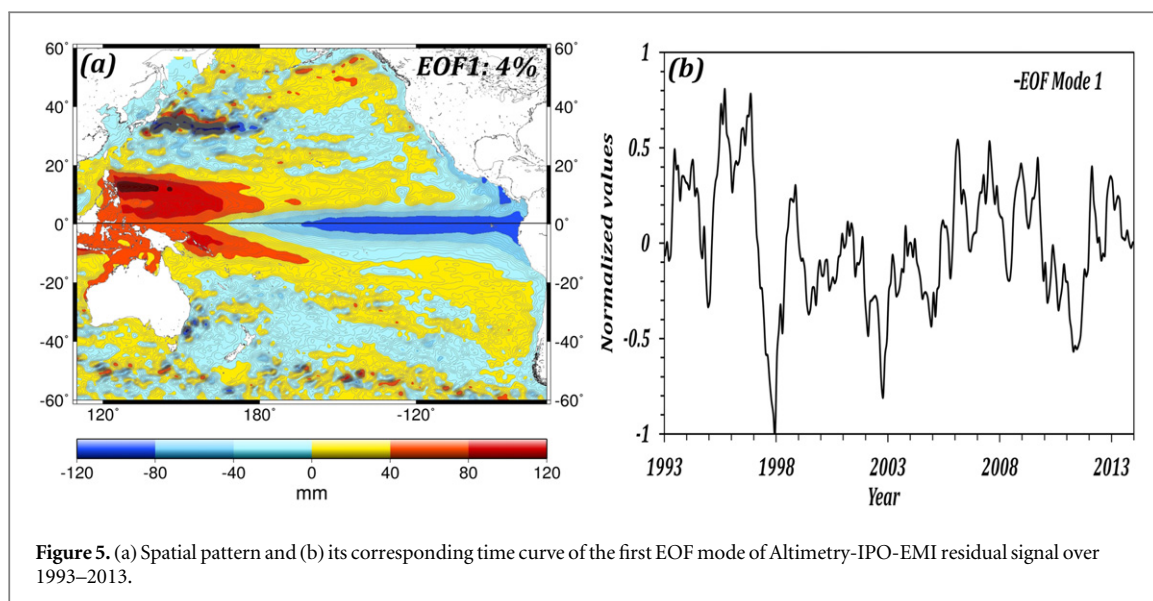 (a)
EOF1: 4%
60°
40°
20°
0°
-20°
-40°
-60°
60°
40°
20°
0°
-20°
-40°
-60°
120°
180°
-120°
-120 -80 -40 0 40 80 120
mm
(b)
-EOF Mode 1
Normalized values
1
0.5
0
-0.5
-1
1993 1998 2003 2008 2013
Year
Figure 5. (a) Spatial pattern and (b) its corresponding time curve of the first EOF mode of Altimetry-IPO-EMI residual signal over
1993–2013.